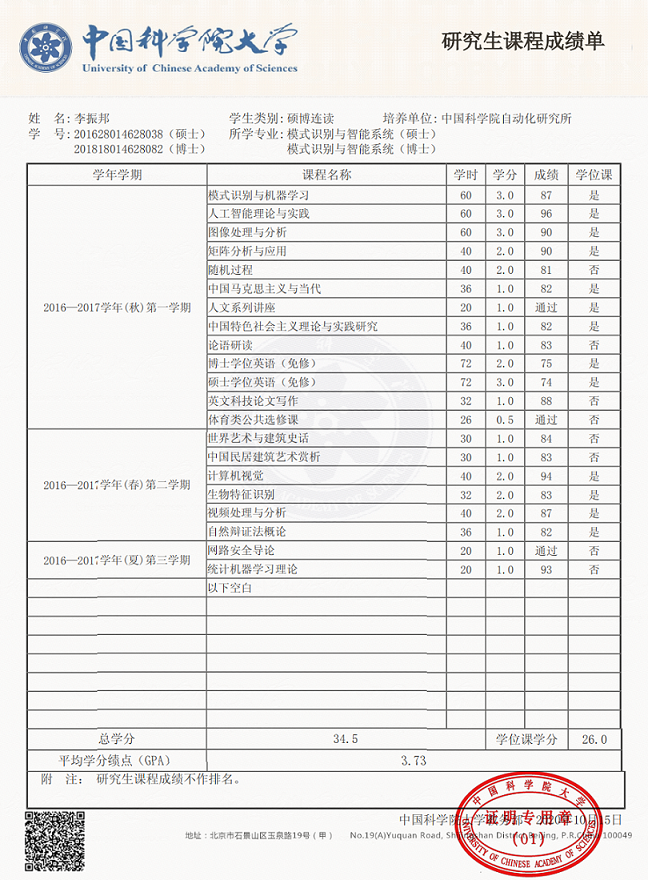 中国科学院大学
University of Chinese Academy of Sciences
研究生课程成绩单
姓 名: 李振邦 学生类别: 硕博连读 培养单位: 中国科学院自动化研究所
学 号: 201628014628038（硕士） 所学专业: 模式识别与智能系统（硕士）
201818014628082（博士） 模式识别与智能系统（博士）
学年学期 课程名称 学时 学分 成绩 学位课
2016—2017学年(秋)第一学期
模式识别与机器学习 60 3.0 87 是
人工智能理论与实践 60 3.0 96 是
图像处理与分析 60 3.0 90 是
矩阵分析与应用 40 2.0 90 是
随机过程 40 2.0 81 否
中国马克思主义与当代 36 1.0 82 是
人文系列讲座 20 1.0 通过 是
中国特色社会主义理论与实践研究 36 1.0 82 是
论语研读 40 1.0 83 否
博士学位英语（免修） 72 2.0 75 是
硕士学位英语（免修） 72 3.0 74 是
英文科技论文写作 32 1.0 88 否
体育类公共选修课 26 0.5 通过 否
2016—2017学年(春)第二学期
世界艺术与建筑史话 30 1.0 84 否
中国民居建筑艺术赏析 30 1.0 83 否
计算机视觉 40 2.0 94 是
生物特征识别 32 2.0 83 是
视频处理与分析 40 2.0 87 是
自然辩证法概论 36 1.0 82 是
2016—2017学年(夏)第三学期
网路安全导论 20 1.0 通过 否
统计机器学习理论 20 1.0 93 否
以下空白
总学分 34.5 学位课学分 26.0
平均学分绩点（GPA） 3.73
附 注: 研究生课程成绩不作排名。
中国科学院大学 2020年10月15日
地址：北京市石景山区玉泉路19号（甲） No.19(A)Yuquan Road, Shijingshan District,Beijing, P.R.China 100049
中国科学院大学
证明专用章
(01)
UNIVERSITY OF CHINESE ACADEMY OF SCIENCES